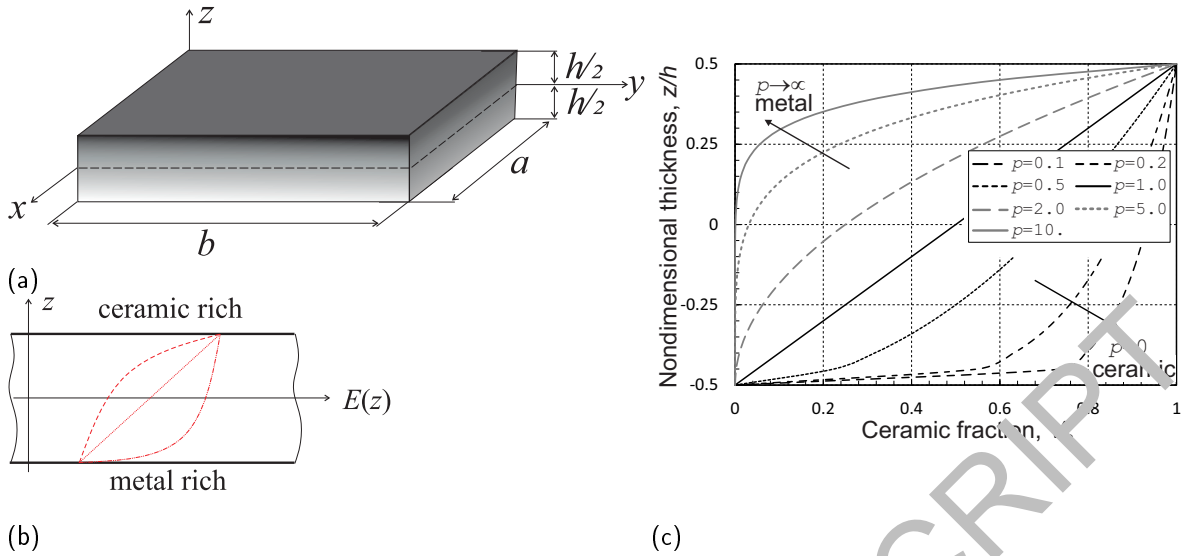 z
h/2
h/2
y
a
x
b
(a)
z
ceramic rich
E(z)
metal rich
(b)
Nondimensional thickness, z/h
0.5
0.25
0
-0.25
-0.5
p→∞
metal
p=0.1
p=0.2
p=0.5
p=1.0
p=2.0
p=5.0
p=10.
ceramic
0
0.2
0.4
0.6
0.8
1
Ceramic fraction,
(c)
CRIPT